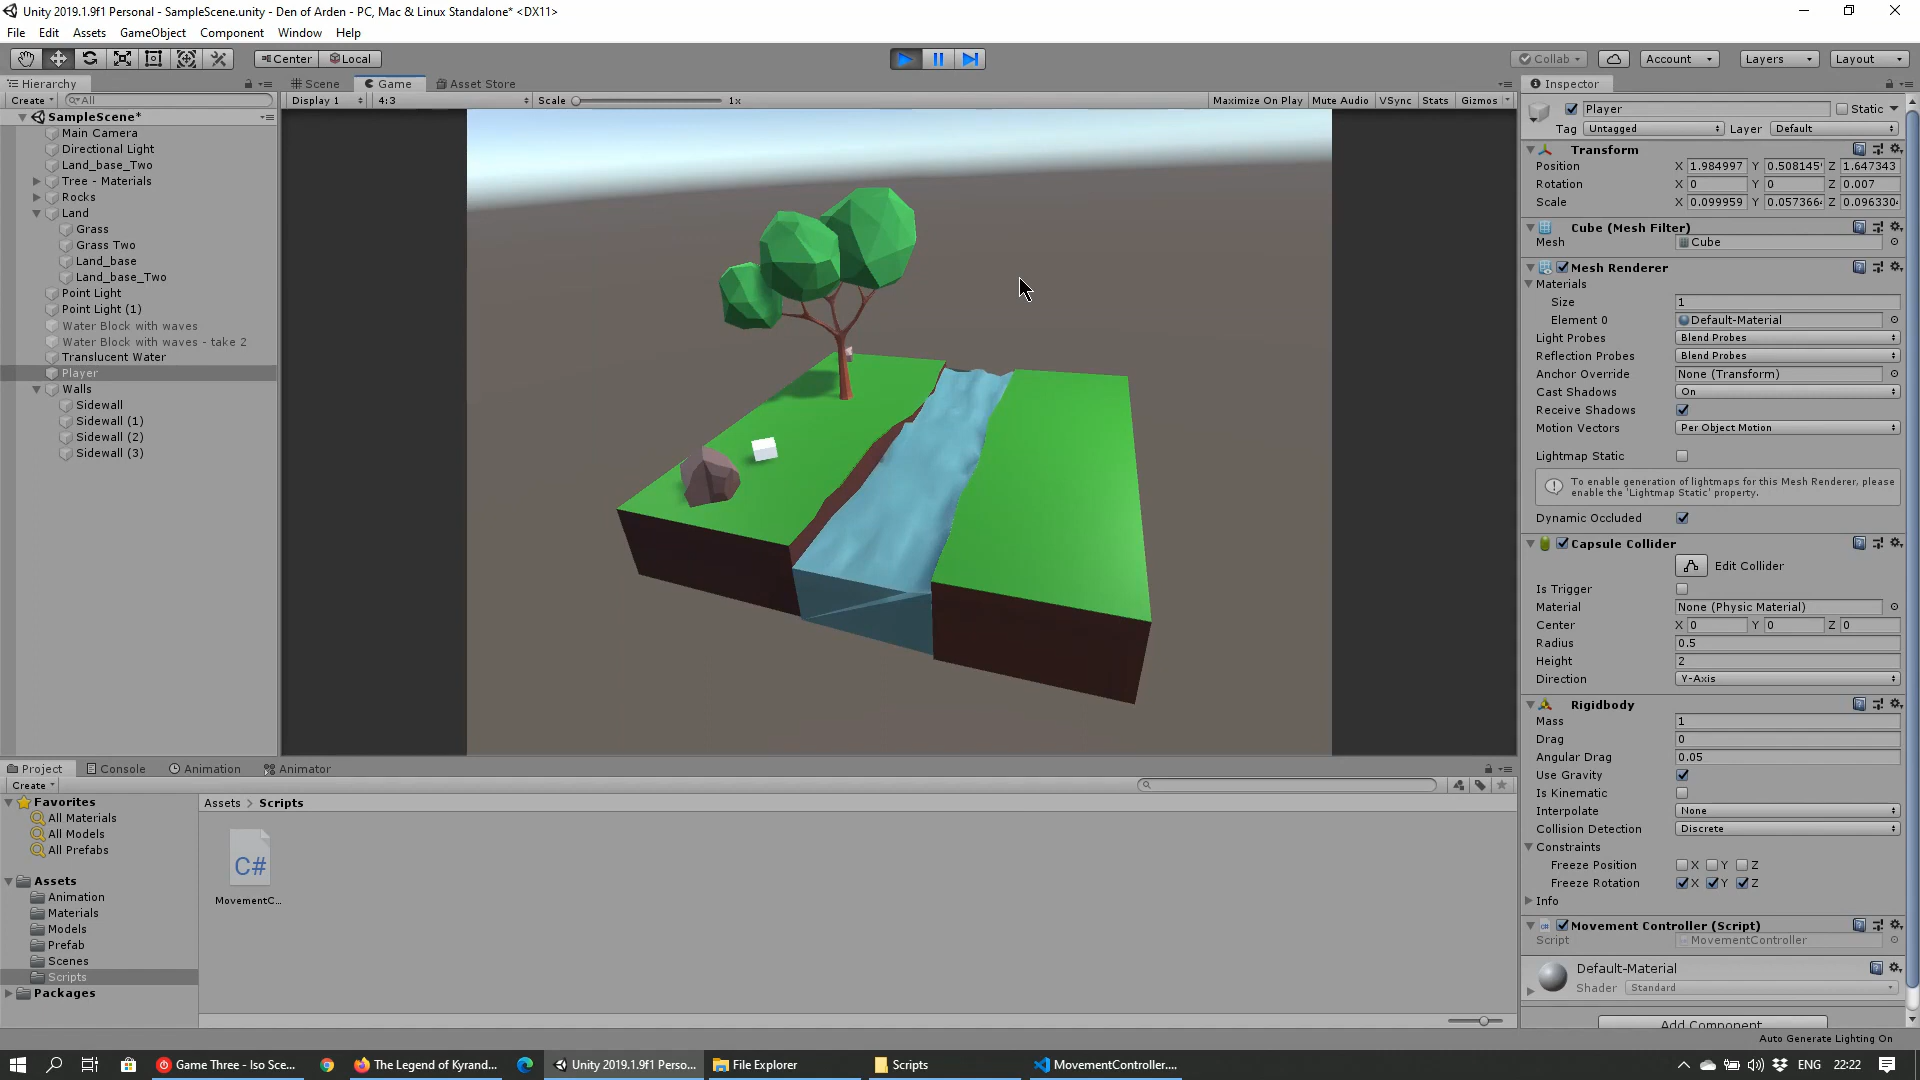 Unity 2019.1.9f1 Personal - SampleScene.unity - Den of Arden - PC, Mac & Linux Standalone* <DX11>
File Edit Assets GameObject Component Window Help
Center Local Collab Account Layers Layout
Hierarchy Scene Game Asset Store Inspector
Create All Display 1 4:3 Scale 1x Maximize On Play Mute Audio VSync Stats Gizmos
SampleScene*
Main Camera
Directional Light
Land_base_Two
Tree - Materials
Rocks
Land
Grass
Grass Two
Land_base
Land_base_Two
Point Light
Point Light (1)
Water Block with waves
Water Block with waves - take 2
Translucent Water
Player
Walls
Sidewall
Sidewall (1)
Sidewall (2)
Sidewall (3)
Player Static
Tag Untagged Layer Default
Transform
Position X 1.984997 Y 0.508145 Z 1.647343
Rotation X 0 Y 0 Z 0.007
Scale X 0.099959 Y 0.057366 Z 0.096330
Cube (Mesh Filter)
Mesh Cube
Mesh Renderer
Materials
Size 1
Element 0 Default-Material
Light Probes Blend Probes
Reflection Probes Blend Probes
Anchor Override None (Transform)
Cast Shadows On
Receive Shadows
Motion Vectors Per Object Motion
Lightmap Static
To enable generation of lightmaps for this Mesh Renderer, please
enable the 'Lightmap Static' property.
Dynamic Occluded
Capsule Collider
Edit Collider
Is Trigger
Material None (Physic Material)
Center X 0 Y 0 Z 0
Radius 0.5
Height 2
Direction Y-Axis
Rigidbody
Mass 1
Drag 0
Angular Drag 0.05
Use Gravity
Is Kinematic
Interpolate None
Collision Detection Discrete
Constraints
Freeze Position X Y Z
Freeze Rotation X Y Z
Info
Movement Controller (Script)
Script MovementController
Default-Material
Shader Standard
Add Component
Project Console Animation Animator
Create
Favorites
All Materials
All Models
All Prefabs
Assets
Animation
Materials
Models
Prefab
Scenes
Scripts
Packages
Assets > Scripts
C#
MovementC...
Auto Generate Lighting On
Game Three - Iso Sce... The Legend of Kyrand... Unity 2019.1.9f1 Perso... File Explorer Scripts MovementController.... ENG 22:22